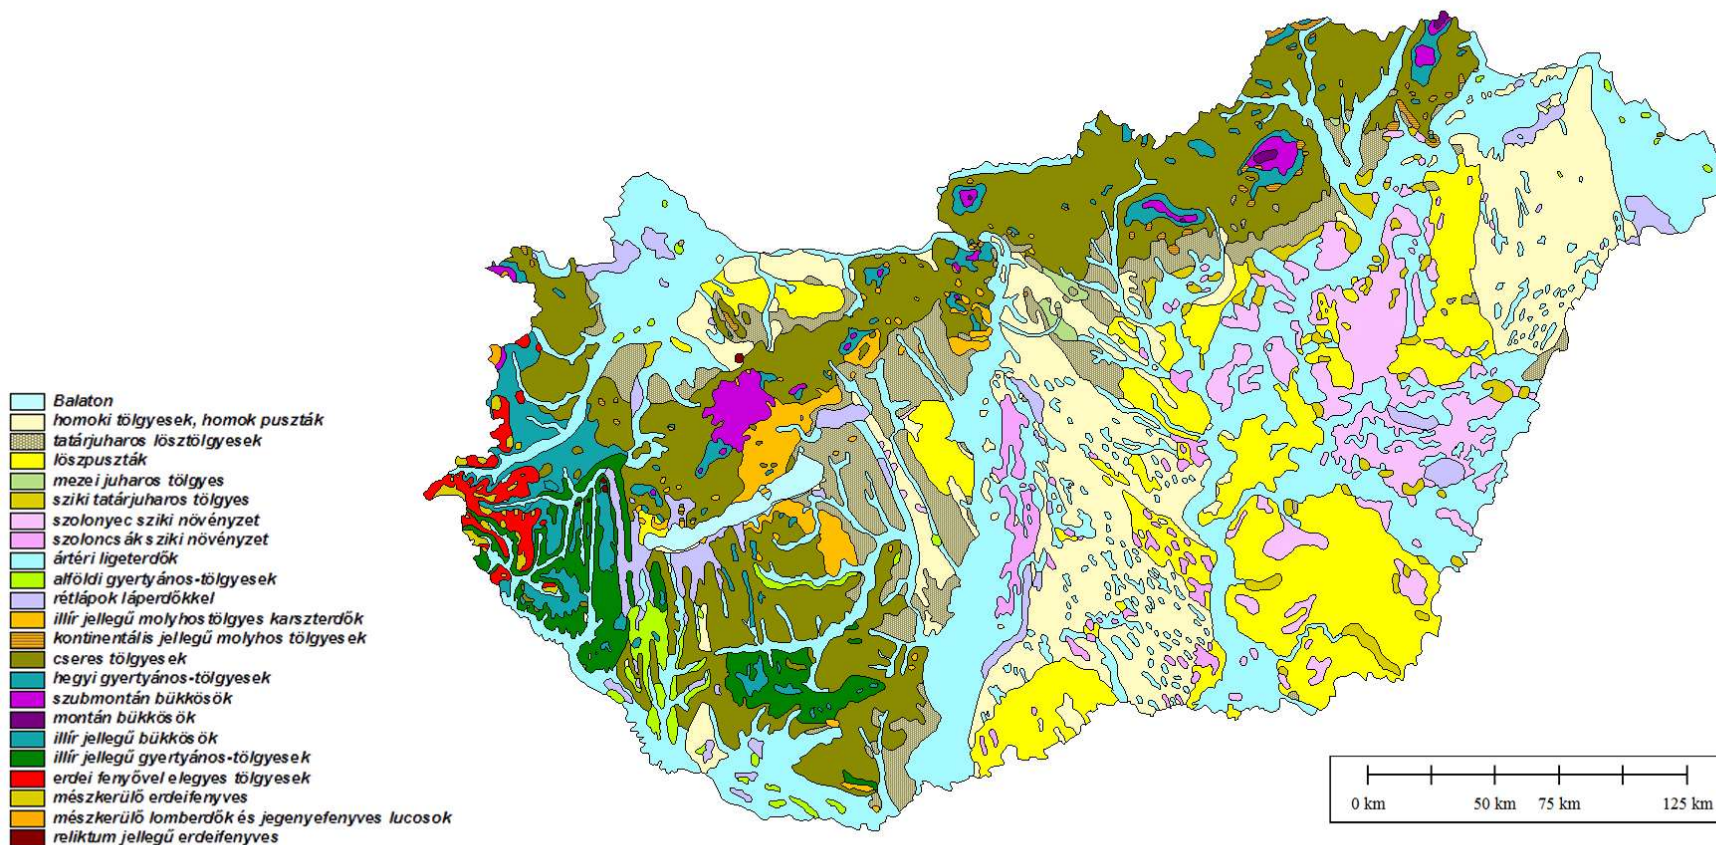 Balaton
homoki tölgyesek, homok puszták
tatárjuharos lösztölgyesek
löszpuszták
mezei juharos tölgyes
sziki tatárjuharos tölgyes
szolonyec sziki növényzet
szoloncsák sziki növényzet
ártéri ligeterdők
alföldi gyertyános-tölgyesek
rétlápok láperdőkkel
illír jellegű molyhostölgyes karszterdők
kontinentális jellegű molyhos tölgyesek
cseres tölgyesek
hegyi gyertyános-tölgyesek
szubmontán bükkösök
montán bükkösök
illír jellegű bükkösök
illír jellegű gyertyános-tölgyesek
erdei fenyővel elegyes tölgyesek
mészkerülő erdeifenyves
mészkerülő lomberdők és jegenyefenyves lucosok
reliktum jellegű erdeifenyves
0 km 50 km 75 km 125 km